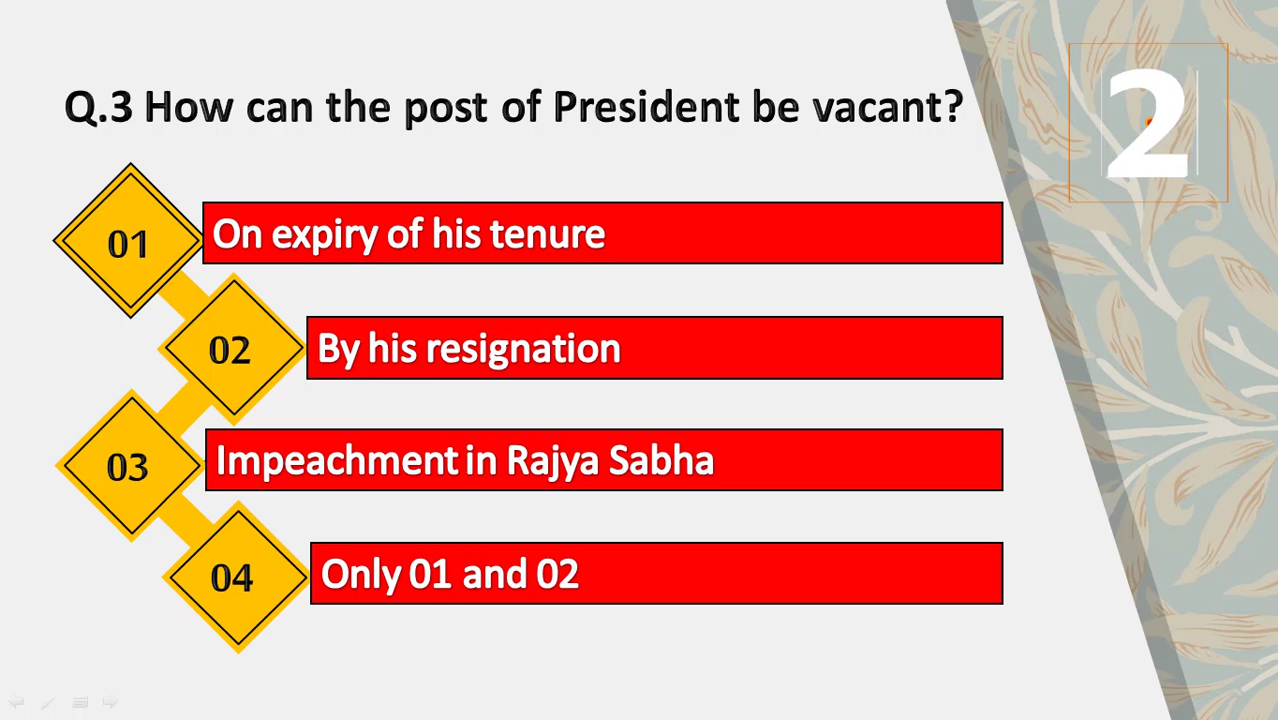 Q.3 How can the post of President be vacant?
2
01
On expiry of his tenure
02
By his resignation
03
Impeachment in Rajya Sabha
04
Only 01 and 02